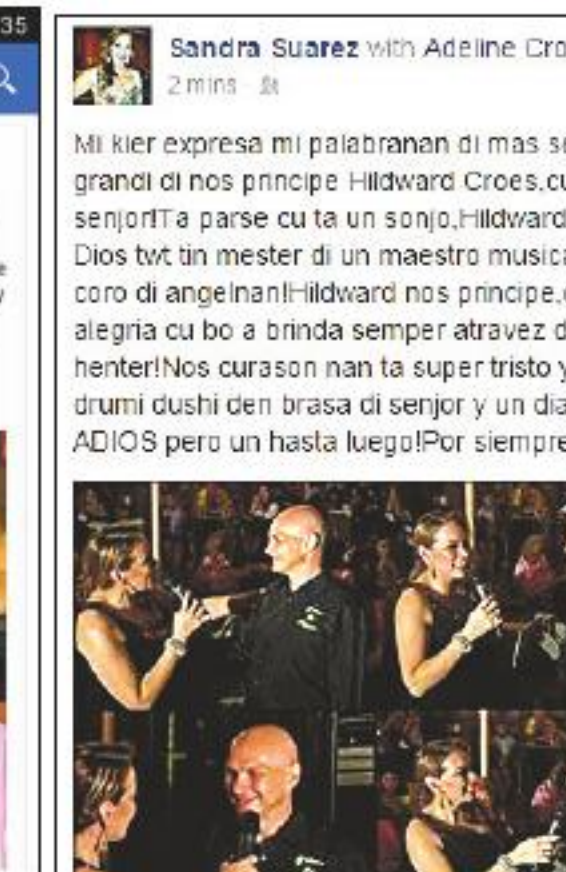 35
Sandra Suarez with Adeline Cro
2 mins
Mi kier expresa mi palabranan di mas se
grandi di nos principe Hildward Croes,cu
senjor!Ta parse cu ta un sonjo,Hildward
Dios twt tin mester di un maestro musica
coro di angelnan!Hildward nos principe,
alegria cu bo a brinda semper atravez d
henter!Nos curason nan ta super tristo y
drumi dushi den brasa di senjor y un dia
ADIOS pero un hasta luego!Por siempre
e
y